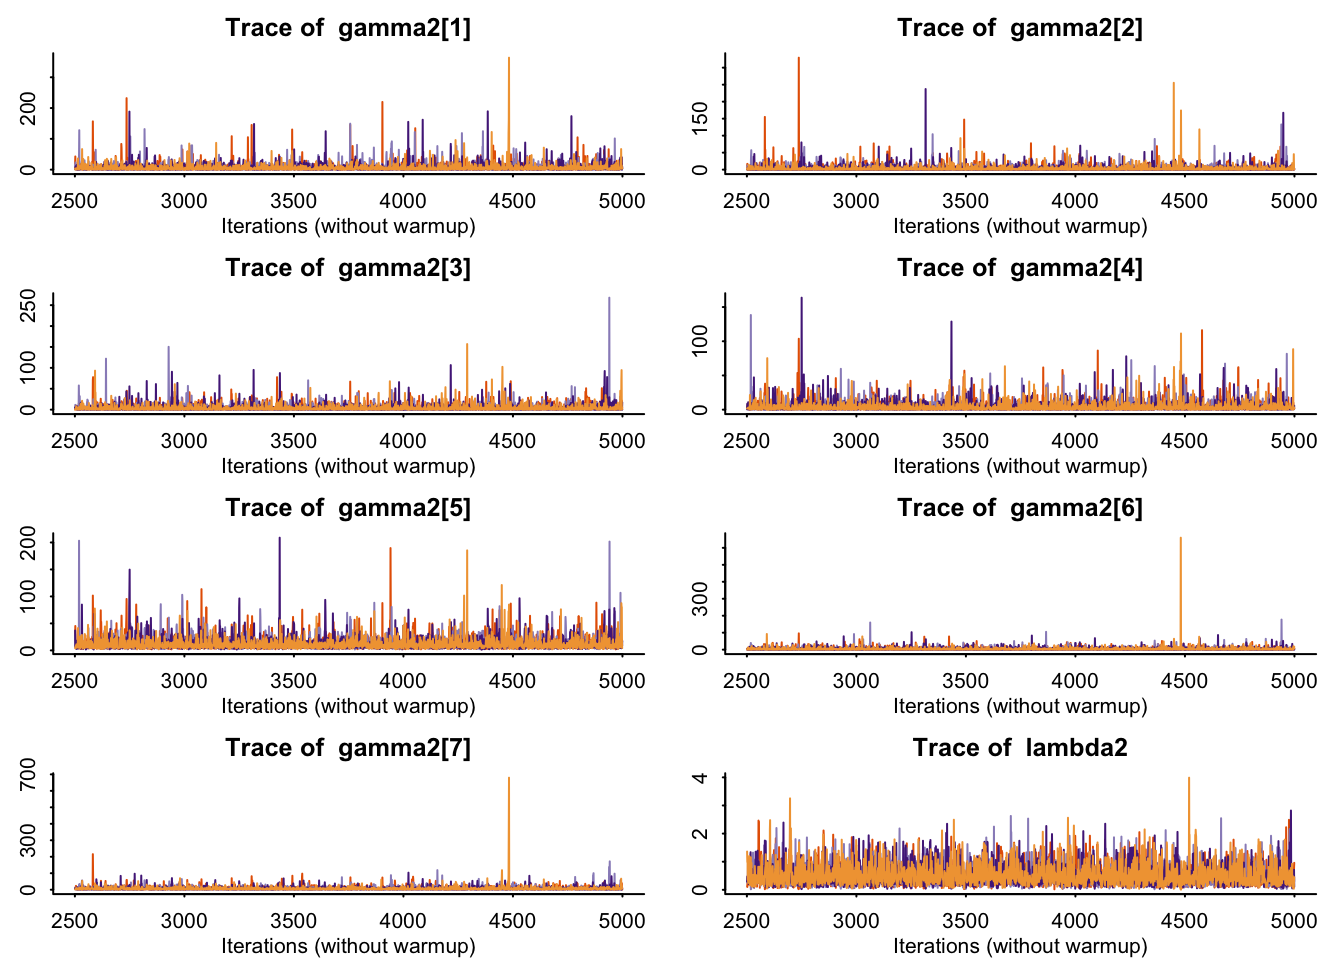 Trace of gamma2[1]
200
0
2500 3000 3500 4000 4500 5000
Iterations (without warmup)
Trace of gamma2[2]
150
0
2500 3000 3500 4000 4500 5000
Iterations (without warmup)
Trace of gamma2[3]
250
100
0
2500 3000 3500 4000 4500 5000
Iterations (without warmup)
Trace of gamma2[4]
100
0
2500 3000 3500 4000 4500 5000
Iterations (without warmup)
Trace of gamma2[5]
200
100
0
2500 3000 3500 4000 4500 5000
Iterations (without warmup)
Trace of gamma2[6]
300
0
2500 3000 3500 4000 4500 5000
Iterations (without warmup)
Trace of gamma2[7]
700
300
0
2500 3000 3500 4000 4500 5000
Iterations (without warmup)
Trace of lambda2
4
2
0
2500 3000 3500 4000 4500 5000
Iterations (without warmup)